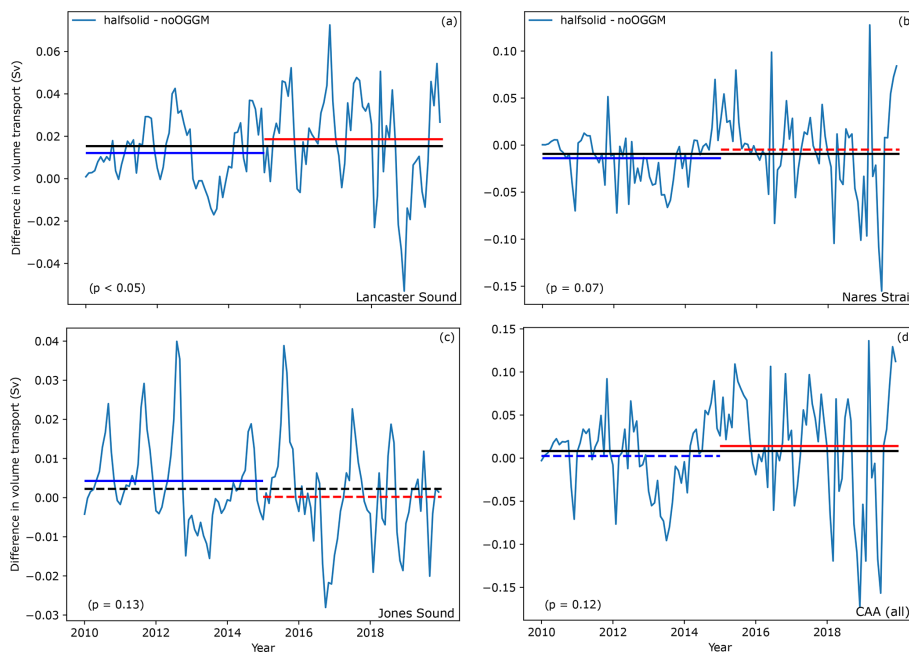 halfsolid - noOGGM
(a)
0.06
0.04
0.02
0.00
−0.02
−0.04
Difference in volume transport (Sv)
(p < 0.05)
Lancaster Sound
halfsolid - noOGGM
(b)
0.10
0.05
0.00
−0.05
−0.10
−0.15
(p = 0.07)
Nares Strai
(c)
0.04
0.03
0.02
0.01
0.00
−0.01
−0.02
−0.03
Difference in volume transport (Sv)
(p = 0.13)
Jones Sound
2010
2012
2014
2016
2018
Year
(d)
0.15
0.10
0.05
0.00
−0.05
−0.10
−0.15
(p = 0.12)
CAA (all)
2010
2012
2014
2016
2018
Year